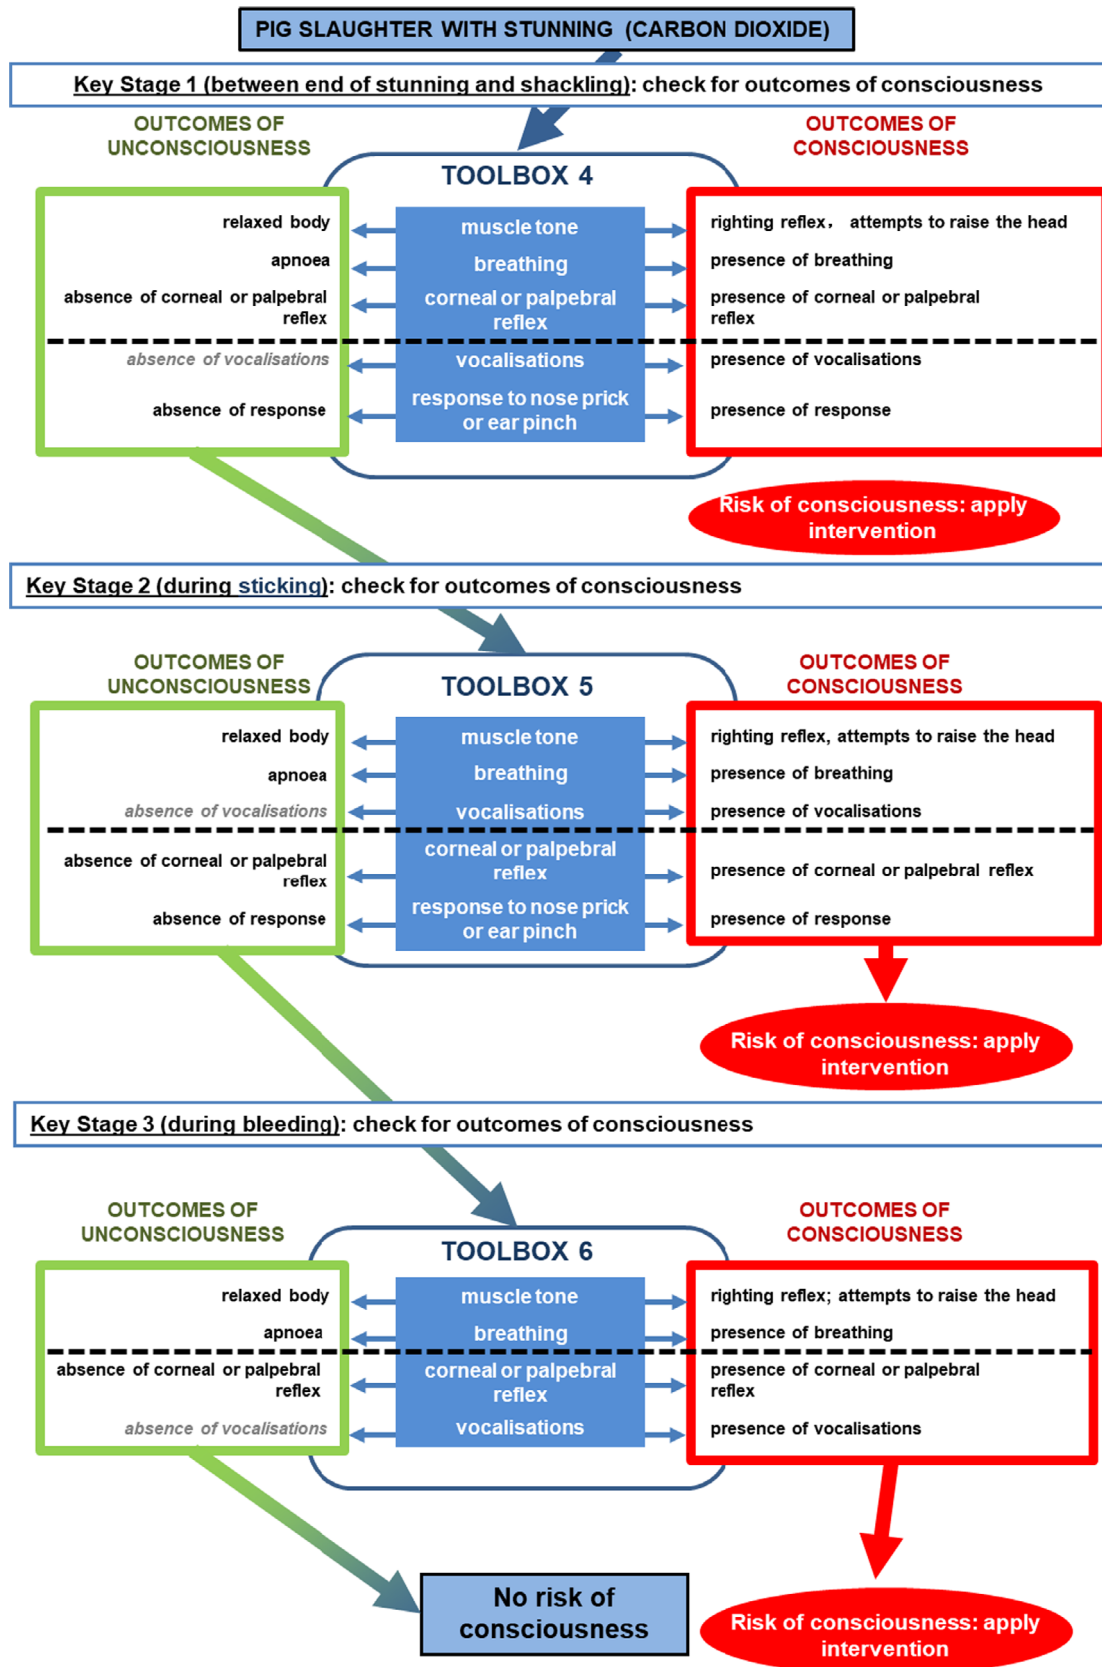 PIG SLAUGHTER WITH STUNNING (CARBON DIOXIDE)
Key Stage 1 (between end of stunning and shackling): check for outcomes of consciousness
OUTCOMES OF
UNCONSCIOUSNESS
OUTCOMES OF
CONSCIOUSNESS
TOOLBOX 4
relaxed body
muscle tone
righting reflex, attempts to raise the head
apnoea
breathing
presence of breathing
absence of corneal or palpebral
reflex
corneal or palpebral
reflex
presence of corneal or palpebral
reflex
absence of vocalisations
vocalisations
presence of vocalisations
absence of response
response to nose prick
or ear pinch
presence of response
Risk of consciousness: apply
intervention
Key Stage 2 (during sticking): check for outcomes of consciousness
OUTCOMES OF
UNCONSCIOUSNESS
OUTCOMES OF
CONSCIOUSNESS
TOOLBOX 5
relaxed body
muscle tone
righting reflex, attempts to raise the head
apnoea
breathing
presence of breathing
absence of vocalisations
vocalisations
presence of vocalisations
absence of corneal or palpebral
reflex
corneal or palpebral
reflex
presence of corneal or palpebral reflex
absence of response
response to nose prick
or ear pinch
presence of response
Risk of consciousness: apply
intervention
Key Stage 3 (during bleeding): check for outcomes of consciousness
OUTCOMES OF
UNCONSCIOUSNESS
OUTCOMES OF
CONSCIOUSNESS
TOOLBOX 6
relaxed body
muscle tone
righting reflex; attempts to raise the head
apnoea
breathing
presence of breathing
absence of corneal or palpebral
reflex
corneal or palpebral
reflex
presence of corneal or palpebral
reflex
absence of vocalisations
vocalisations
presence of vocalisations
No risk of
consciousness
Risk of consciousness: apply
intervention